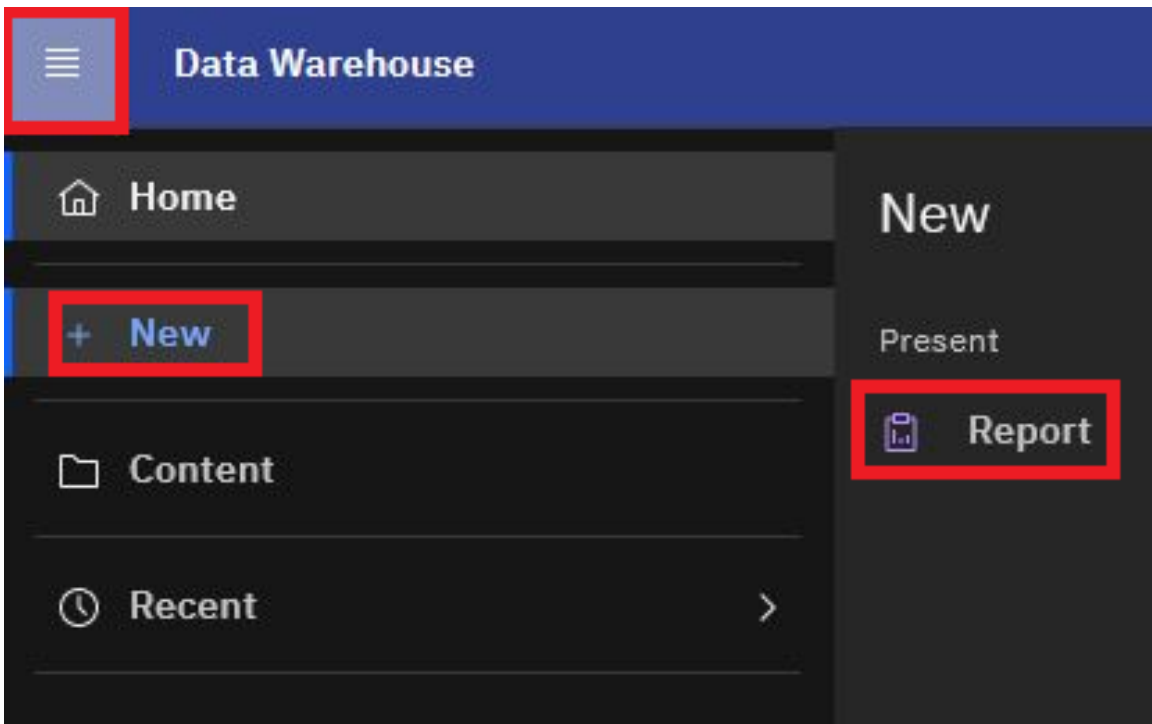 Data Warehouse
Home
New
Content
Recent
New
Present
Report